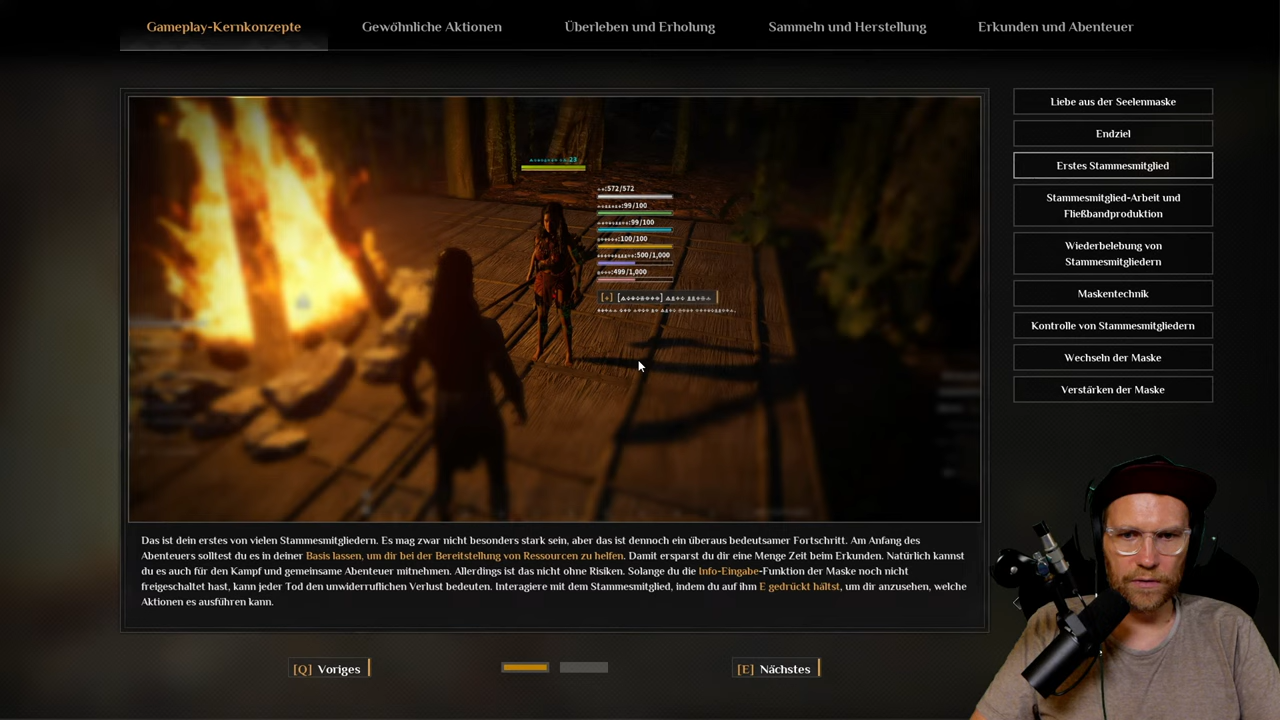 Gameplay-Kernkonzepte
Gewöhnliche Aktionen
Überleben und Erholung
Sammeln und Herstellung
Erkunden und Abenteuer
Liebe aus der Seelenmaske
Endziel
Erstes Stammesmitglied
Stammesmitglied-Arbeit und
Fließbandproduktion
Wiederbelebung von
Stammesmitgliedern
Maskentechnik
Kontrolle von Stammesmitgliedern
Wechseln der Maske
Verstärken der Maske
23
:572/572
:99/100
:99/100
:100/100
:500/1,000
:499/1,000
Das ist dein erstes von vielen Stammesmitgliedern. Es mag zwar nicht besonders stark sein, aber das ist dennoch ein überaus bedeutsamer Fortschritt. Am Anfang des
Abenteuers solltest du es in deiner Basis lassen, um dir bei der Bereitstellung von Ressourcen zu helfen. Damit ersparst du dir eine Menge Zeit beim Erkunden. Natürlich kannst
du es auch für den Kampf und gemeinsame Abenteuer mitnehmen. Allerdings ist das nicht ohne Risiken. Solange du die Info-Eingabe-Funktion der Maske noch nicht
freigeschaltet hast, kann jeder Tod den unwiderruflichen Verlust bedeuten. Interagiere mit dem Stammesmitglied, indem du auf ihm E gedrückt hältst, um dir anzusehen, welche
Aktionen es ausführen kann.
[Q] Voriges
[E] Nächstes